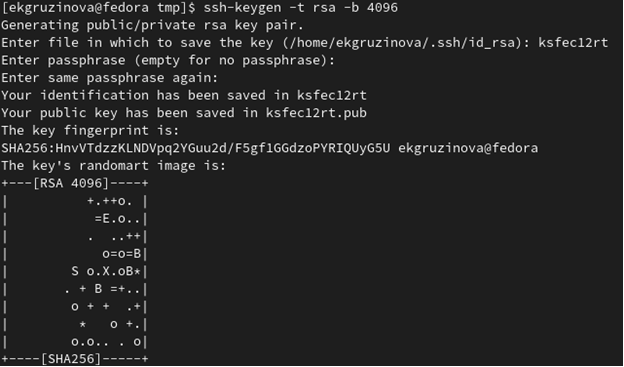 [ekgruzinova@fedora tmp]$ ssh-keygen -t rsa -b 4096
Generating public/private rsa key pair.
Enter file in which to save the key (/home/ekgruzinova/.ssh/id_rsa): ksfec12rt
Enter passphrase (empty for no passphrase):
Enter same passphrase again:
Your identification has been saved in ksfec12rt
Your public key has been saved in ksfec12rt.pub
The key fingerprint is:
SHA256:HnvVTdzzKLNDVpq2YGuu2d/F5gf1GGdzoPYRIQUyG5U ekgruzinova@fedora
The key's randomart image is:
+---[RSA 4096]----+
|          +.++o. |
|           =E.o..|
|          .  ..++|
|            o=o=B|
|        S o.X.oB*|
|       . + B =+..|
|        o + +  .+|
|         *   o +.|
|        o.o.. . o|
+----[SHA256]-----+